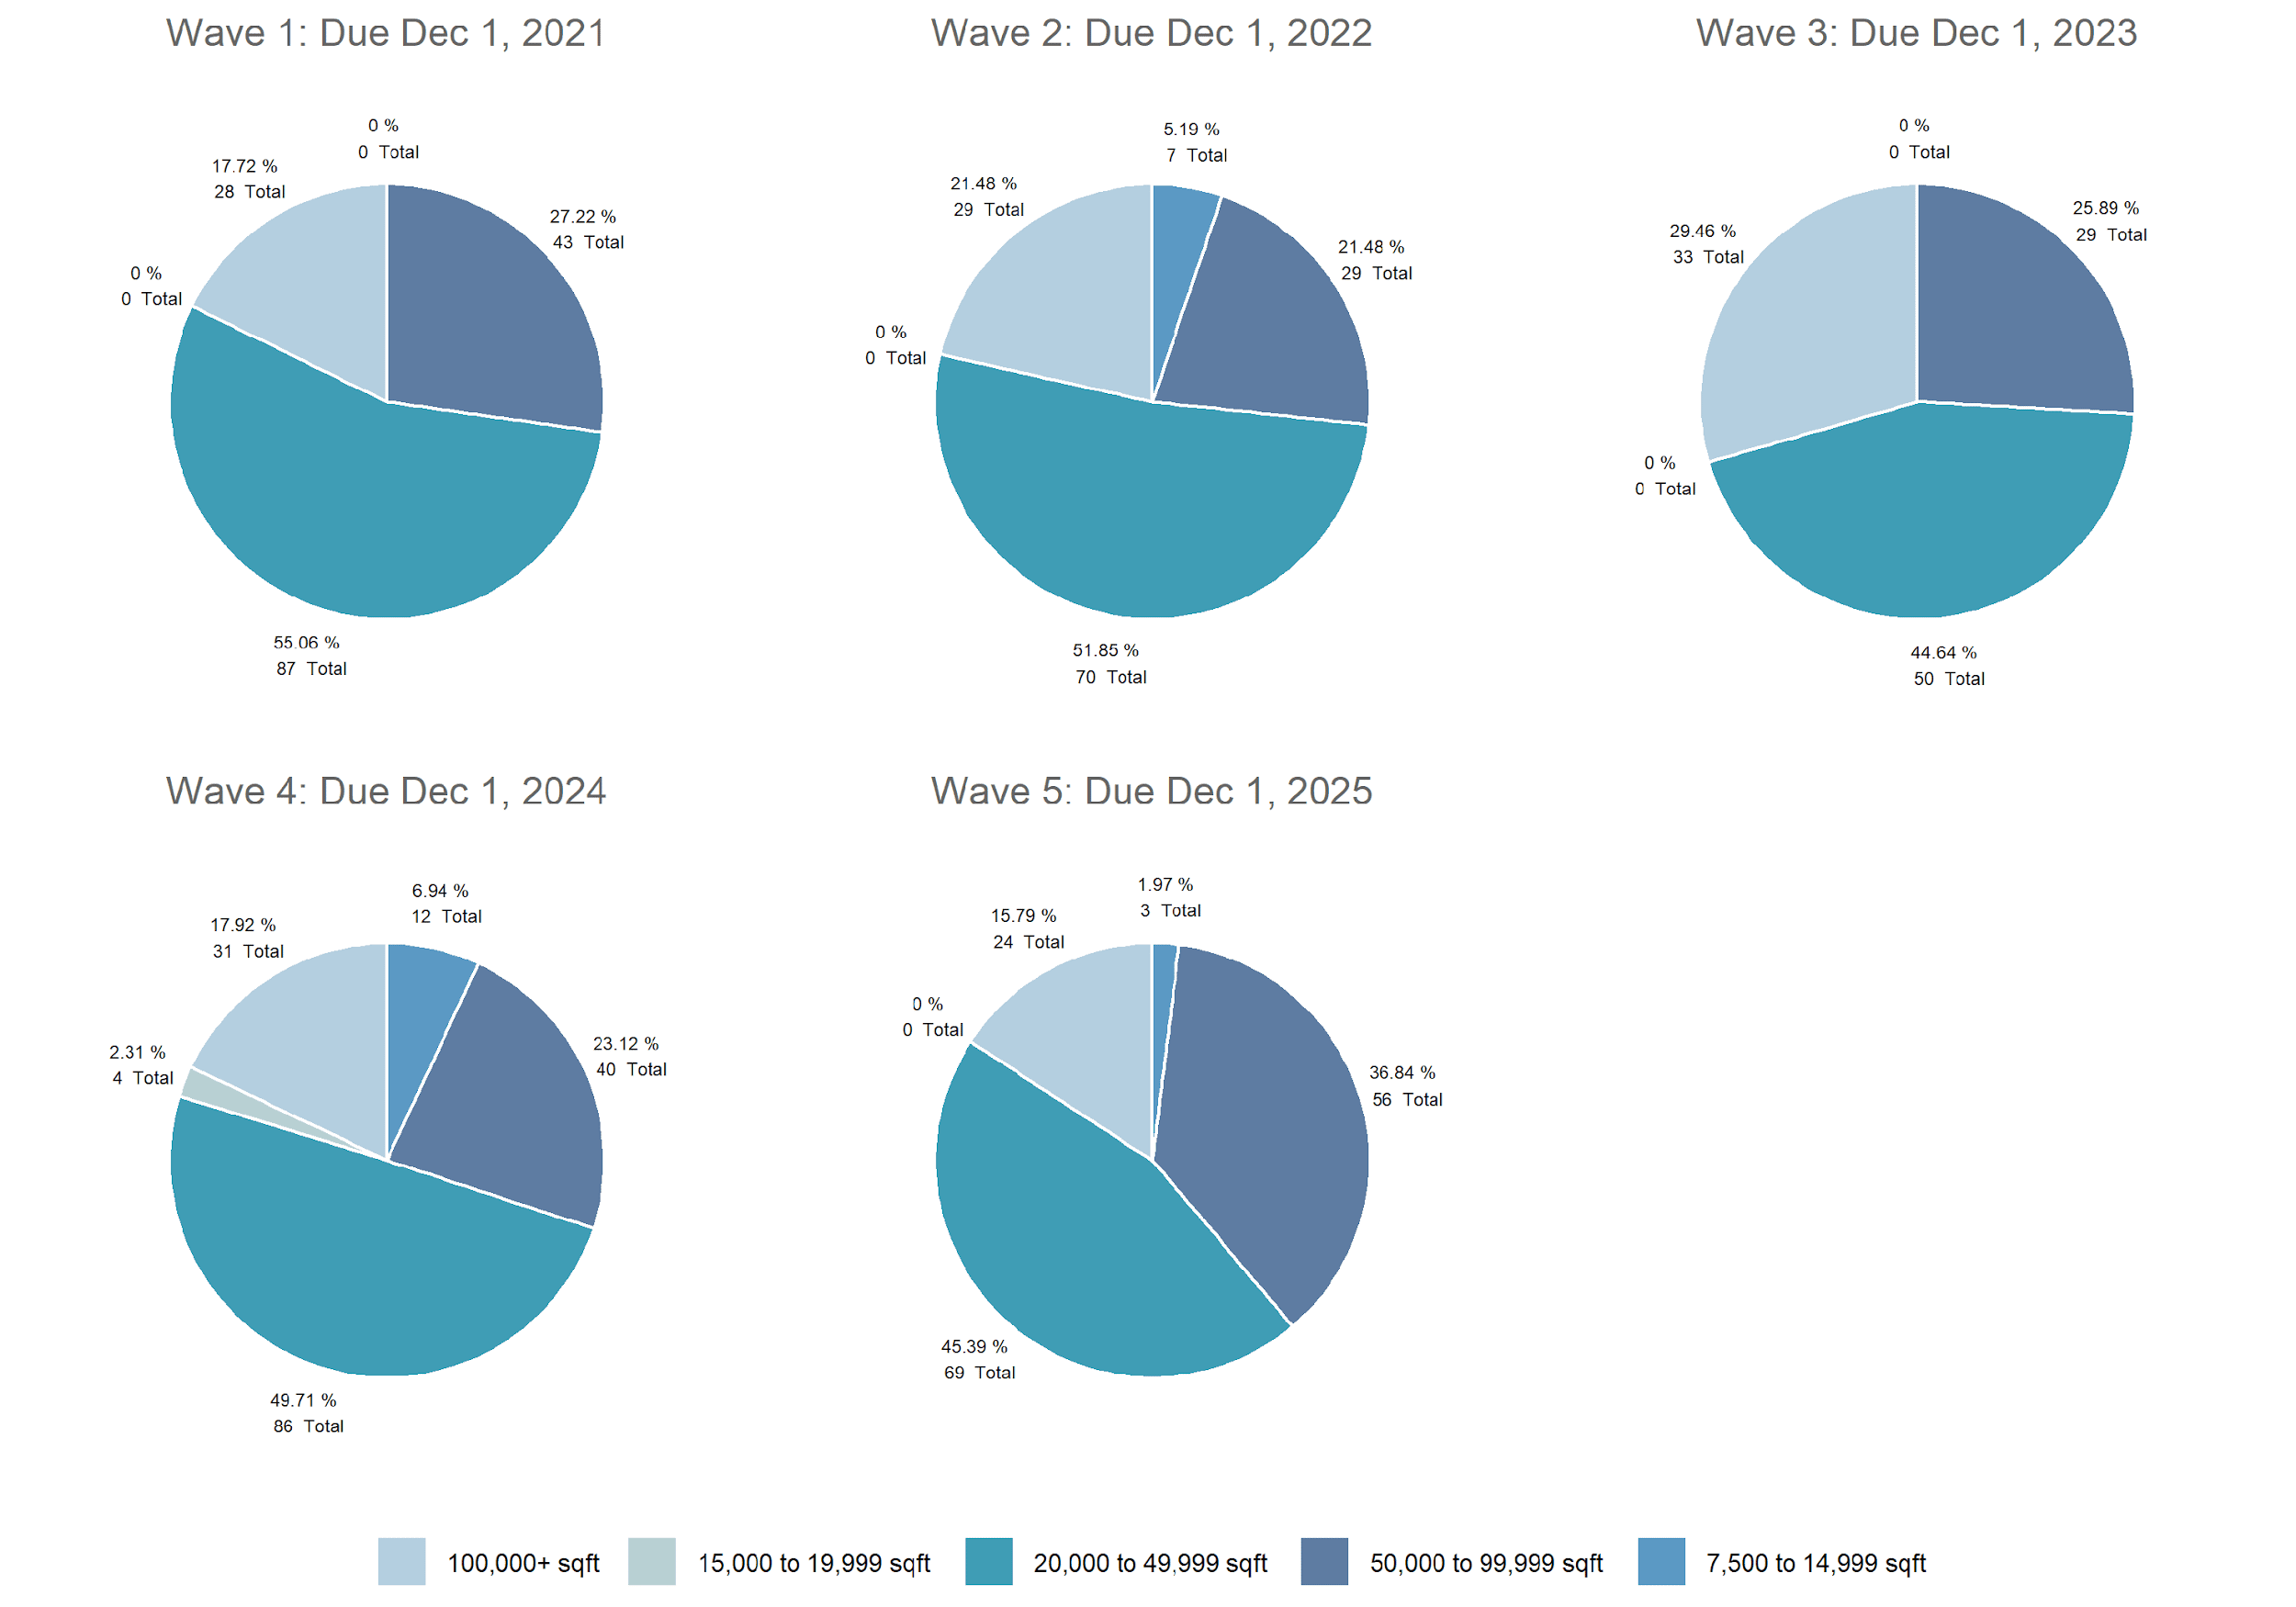 Wave 1: Due Dec 1, 2021
0 %
0 Total
17.72 %
28 Total
27.22 %
43 Total
0 %
0 Total
55.06 %
87 Total
Wave 2: Due Dec 1, 2022
5.19 %
7 Total
21.48 %
29 Total
21.48 %
29 Total
0 %
0 Total
51.85 %
70 Total
Wave 3: Due Dec 1, 2023
0 %
0 Total
25.89 %
29 Total
29.46 %
33 Total
0 %
0 Total
44.64 %
50 Total
Wave 4: Due Dec 1, 2024
6.94 %
12 Total
17.92 %
31 Total
23.12 %
40 Total
2.31 %
4 Total
49.71 %
86 Total
Wave 5: Due Dec 1, 2025
1.97 %
3 Total
15.79 %
24 Total
0 %
0 Total
36.84 %
56 Total
45.39 %
69 Total
100,000+ sqft
15,000 to 19,999 sqft
20,000 to 49,999 sqft
50,000 to 99,999 sqft
7,500 to 14,999 sqft